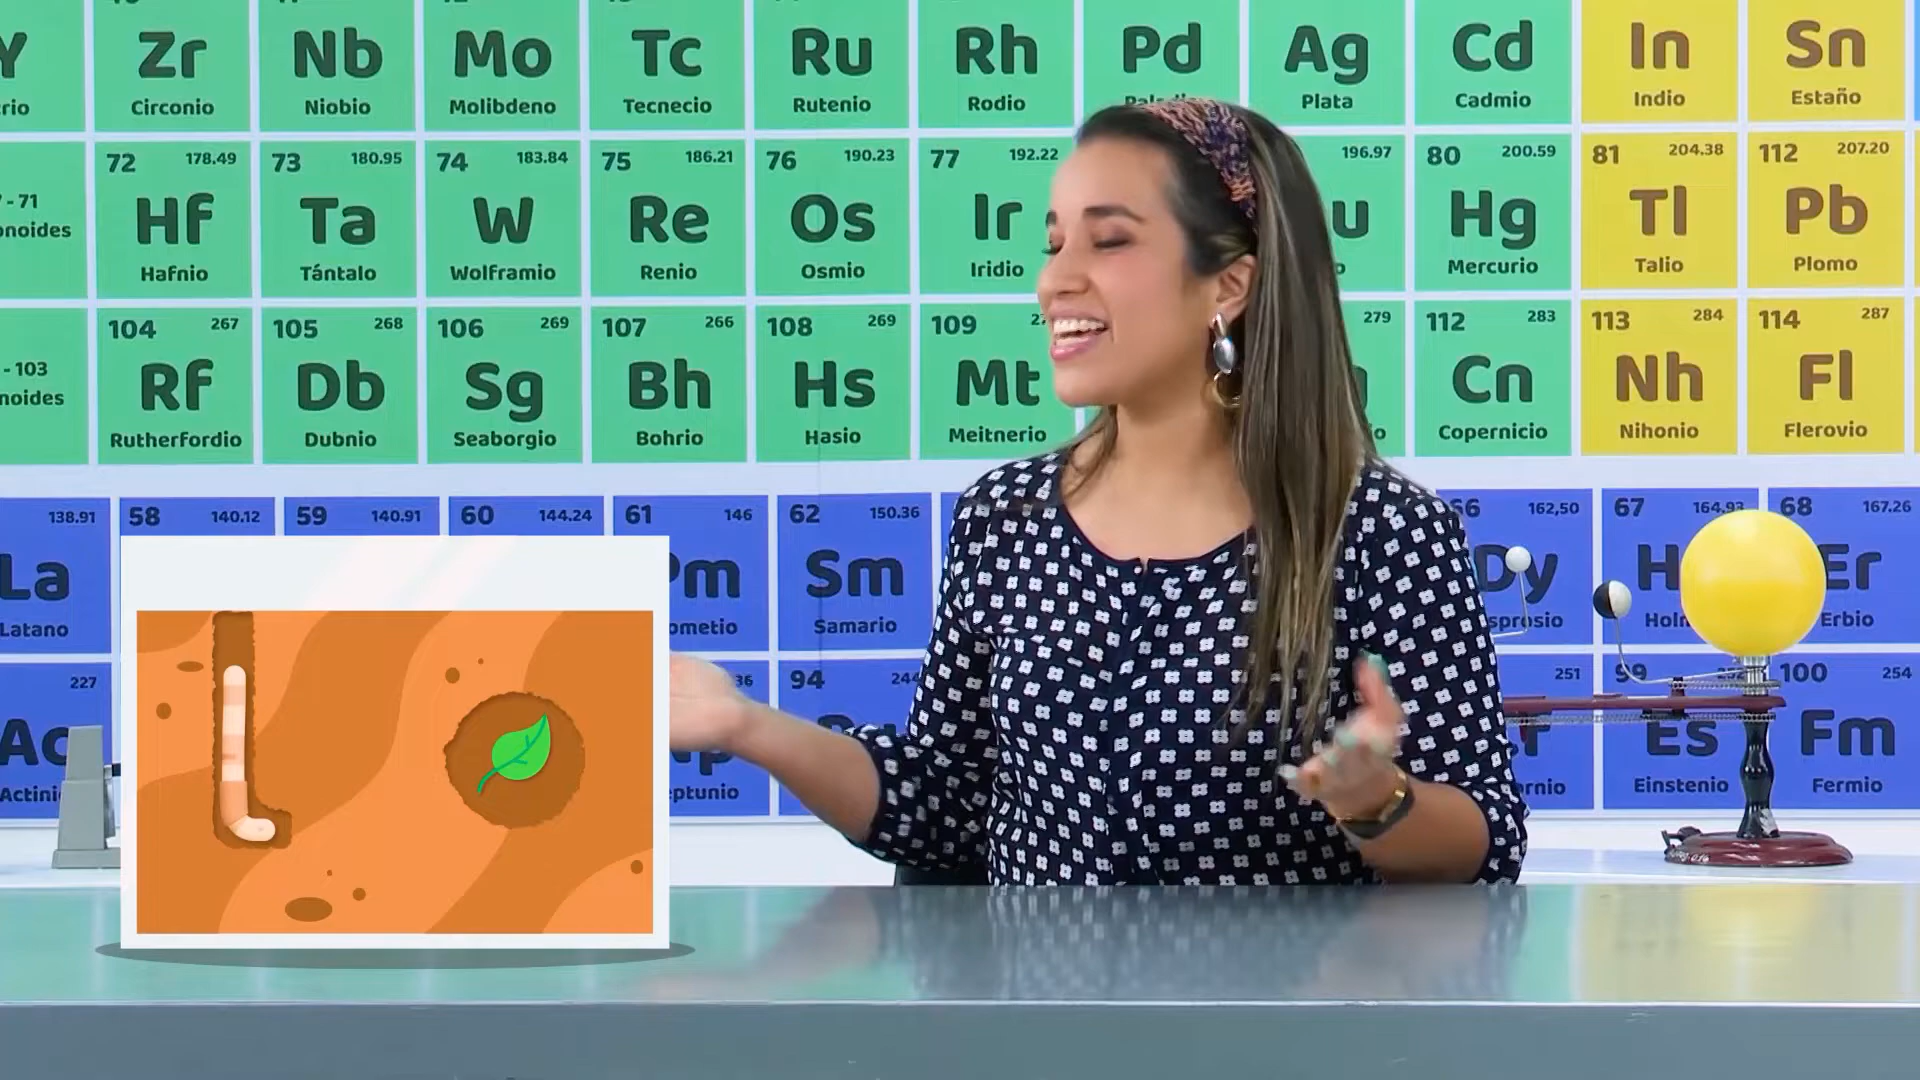 Y Zr Nb Mo Tc Ru Rh Pd Ag Cd In Sn
Circonio Niobio Molibdeno Tecnecio Rutenio Rodio Plata Cadmio Indio Estaño
72 178.49 73 180.95 74 183.84 75 186.21 76 190.23 77 192.22 196.97 80 200.59 81 204.38 112 207.20
- 71 Hf Ta W Re Os Ir Hg Tl Pb
Hafnio Tántalo Wolframio Renio Osmio Iridio Mercurio Talio Plomo
104 267 105 268 106 269 107 266 108 269 109 279 112 283 113 284 114 287
- 103 Rf Db Sg Bh Hs Mt Cn Nh Fl
Rutherfordio Dubnio Seaborgio Bohrio Hasio Meitnerio Copernicio Nihonio Flerovio
138.91 58 140.12 59 140.91 60 144.24 61 146 62 150.36 66 162,50 67 164,93 68 167.26
La Pm Sm Dy Er
Latano Samario Erbio
227 94 251 99 100 254
Ac Es Fm
Einstenio Fermio